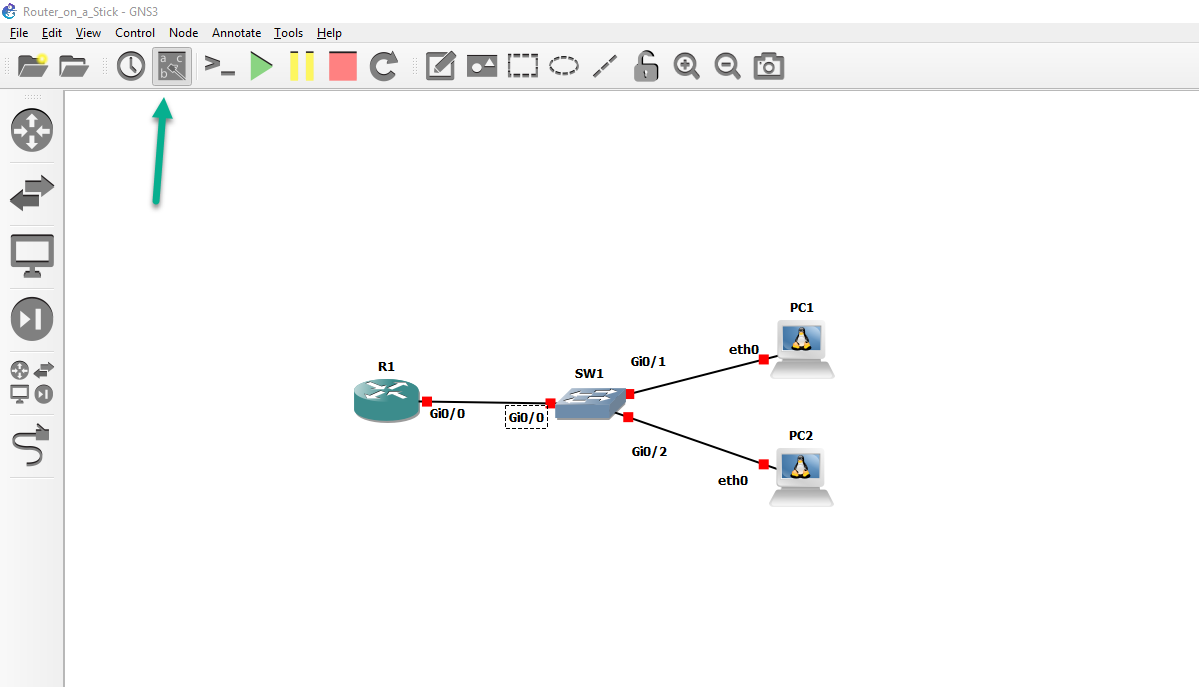 Router_on_a_Stick - GNS3
File Edit View Control Node Annotate Tools Help
a c
b
PC1
eth0
Gi0/1
R1
SW1
Gi0/0
Gi0/0
PC2
Gi0/2
eth0